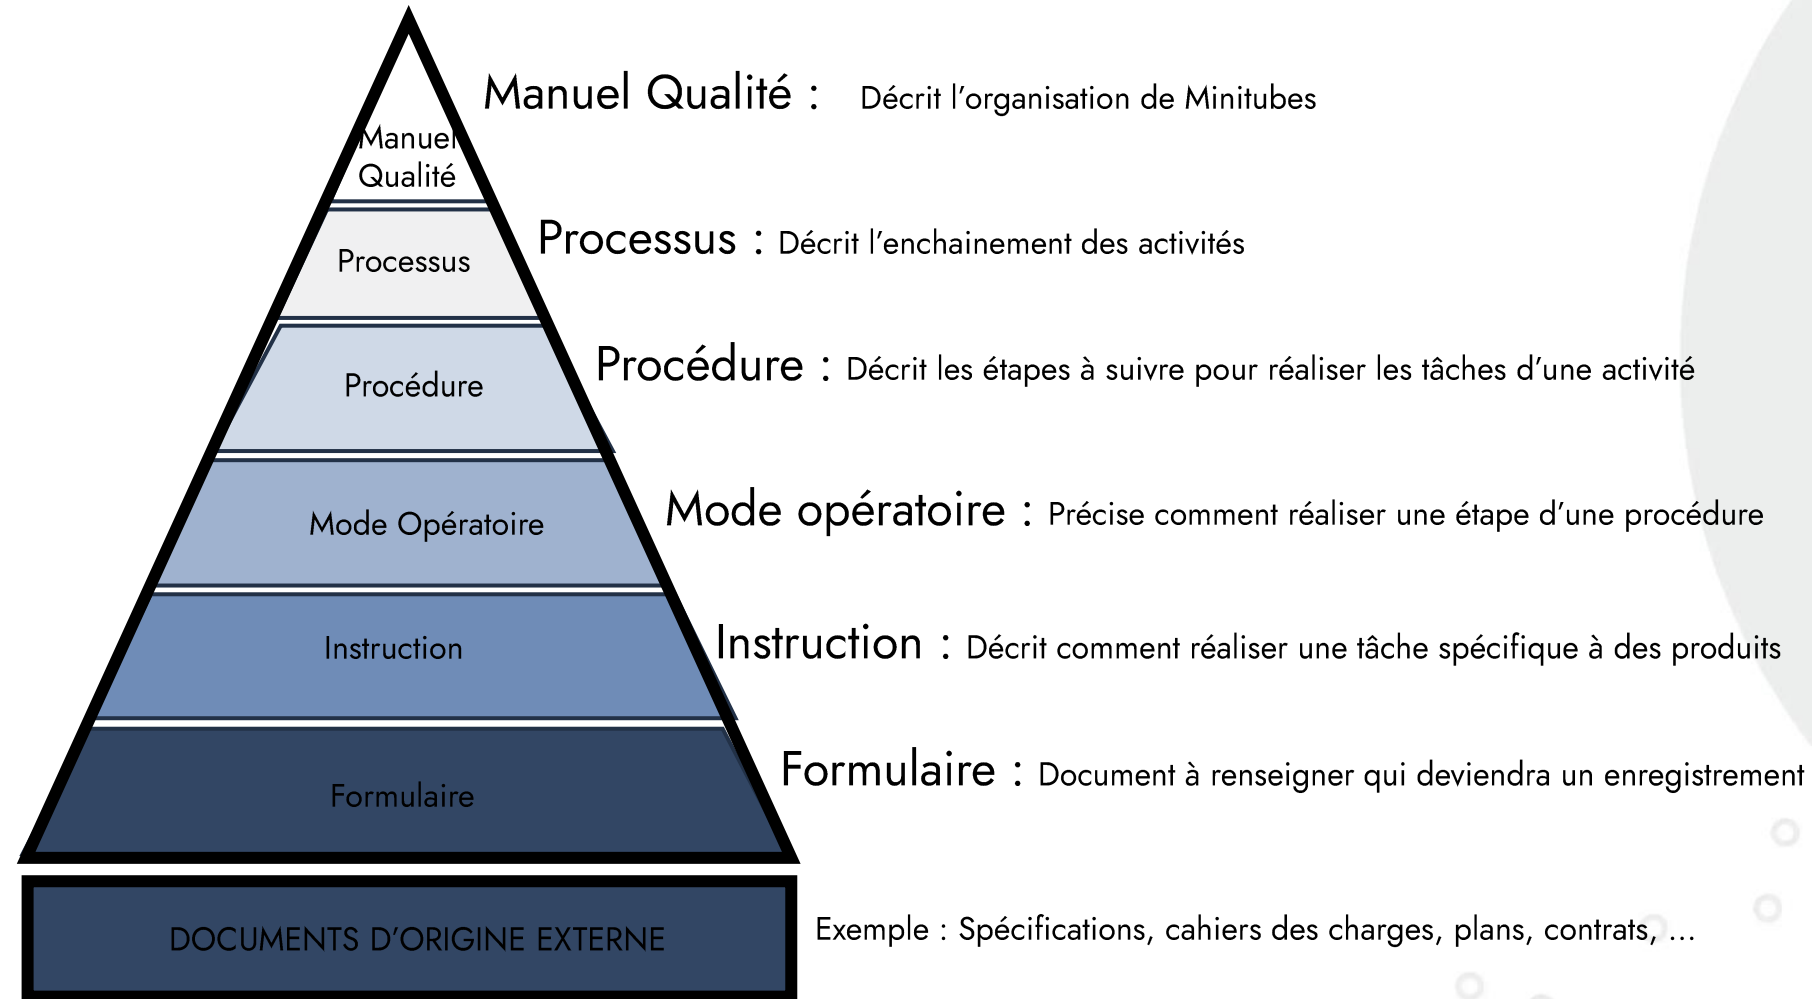 Manuel Qualité : Décrit l'organisation de Minitubes
Manuel
Qualité
Processus : Décrit l'enchainement des activités
Processus
Procédure : Décrit les étapes à suivre pour réaliser les tâches d'une activité
Procédure
Mode opératoire : Précise comment réaliser une étape d'une procédure
Mode Opératoire
Instruction : Décrit comment réaliser une tâche spécifique à des produits
Instruction
Formulaire : Document à renseigner qui deviendra un enregistrement
Formulaire
DOCUMENTS D'ORIGINE EXTERNE
Exemple : Spécifications, cahiers des charges, plans, contrats, ...